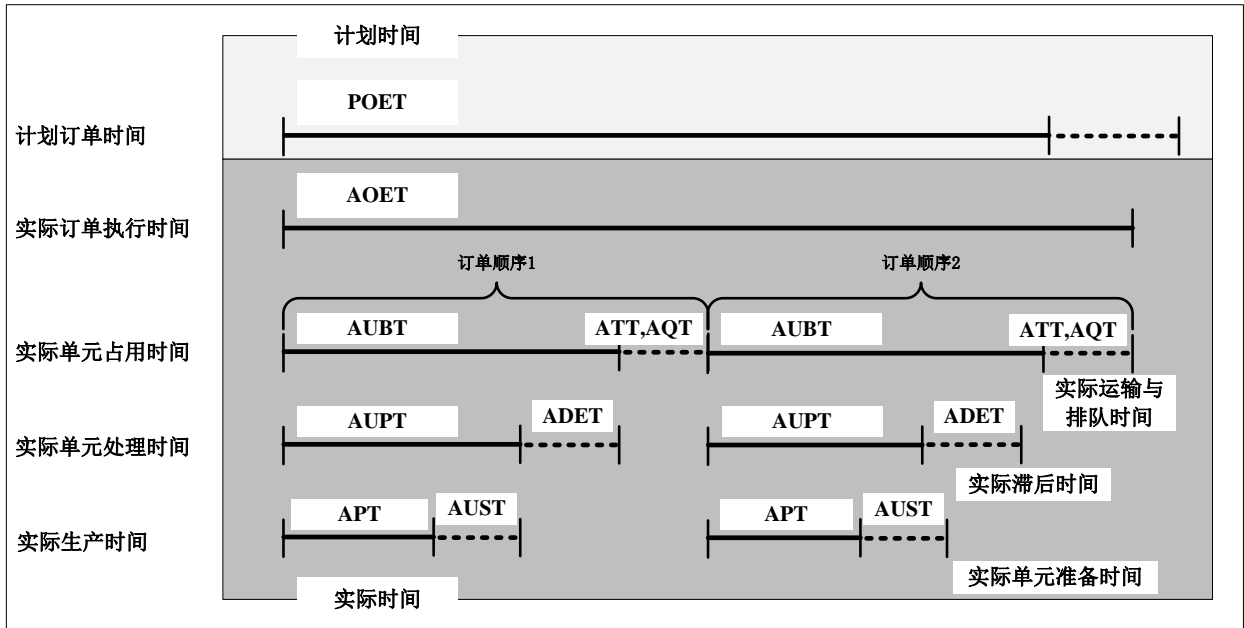 计划时间
POET
计划订单时间
AOET
实际订单执行时间
订单顺序1
订单顺序2
AUBT
ATT,AQT
AUBT
ATT,AQT
实际单元占用时间
实际运输与
排队时间
AUPT
ADET
AUPT
ADET
实际单元处理时间
实际滞后时间
APT
AUST
APT
AUST
实际生产时间
实际单元准备时间
实际时间